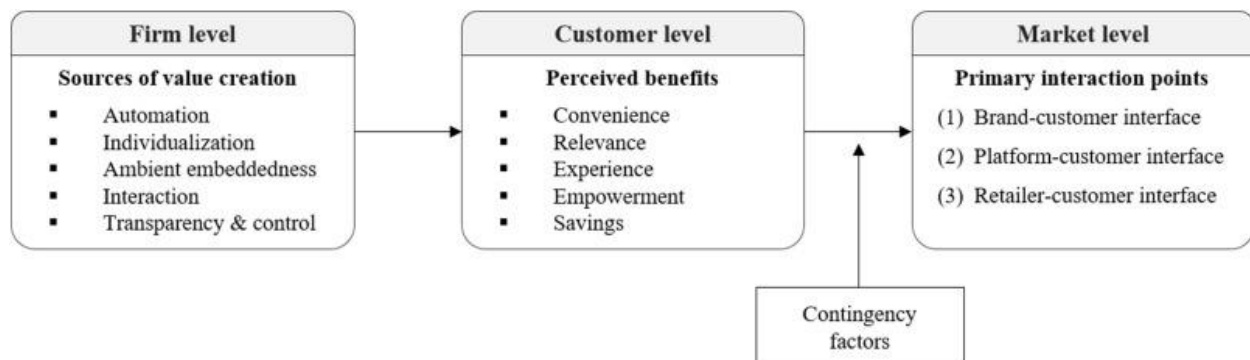 Firm level
Sources of value creation
▪ Automation
▪ Individualization
▪ Ambient embeddedness
▪ Interaction
▪ Transparency & control
Customer level
Perceived benefits
▪ Convenience
▪ Relevance
▪ Experience
▪ Empowerment
▪ Savings
Market level
Primary interaction points
(1) Brand-customer interface
(2) Platform-customer interface
(3) Retailer-customer interface
Contingency
factors